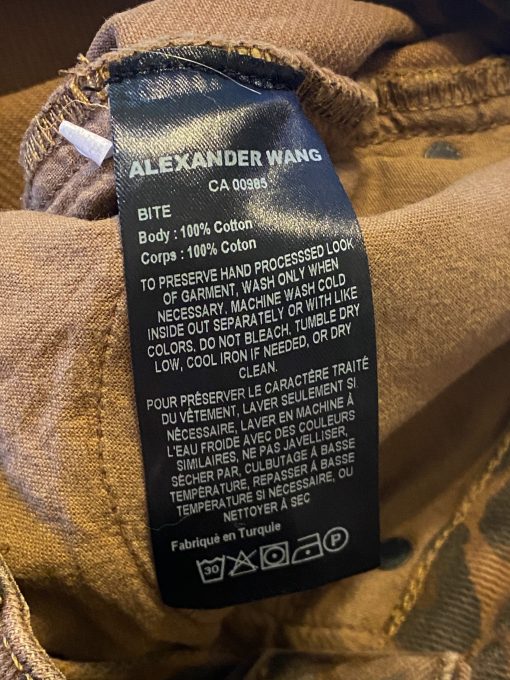 ALEXANDER WANG
CA 00985
BITE
Body : 100% Cotton
Corps : 100% Coton
TO PRESERVE HAND PROCESSSED LOOK
OF GARMENT, WASH ONLY WHEN
NECESSARY. MACHINE WASH COLD
INSIDE OUT SEPARATELY OR WITH LIKE
COLORS. DO NOT BLEACH. TUMBLE DRY
LOW, COOL IRON IF NEEDED, OR DRY
CLEAN.
POUR PRÉSERVER LE CARACTÈRE TRAITÉ
DU VÊTEMENT, LAVER SEULEMENT SI
NÉCESSAIRE, LAVER EN MACHINE À
L'EAU FROIDE AVEC DES COULEURS
SIMILAIRES, NE PAS JAVELLISER,
SÈCHER PAR CULBUTAGE À BASSE
TEMPÉRATURE, REPASSER À BASSE
TEMPÉRATURE SI NÉCESSAIRE, OU
NETTOYER À SEC
Fabriqué en Turquie
30 P